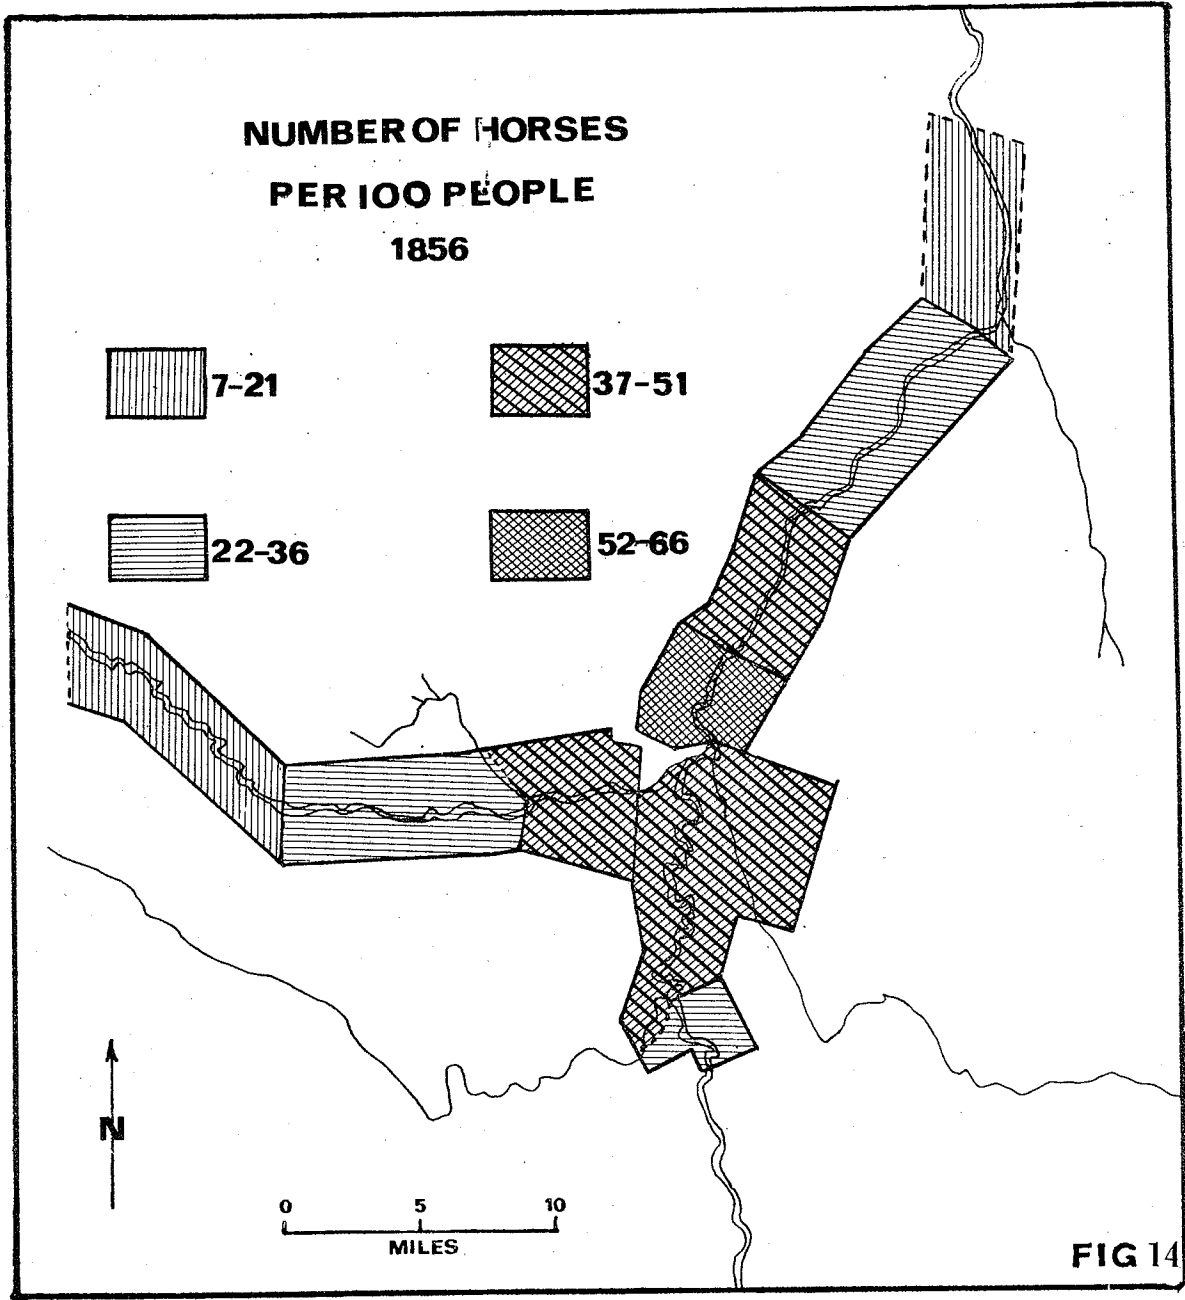 NUMBER OF HORSES
PER 100 PEOPLE
1856
7-21
37-51
22-36
52-66
N
0 5 10
MILES
FIG 14